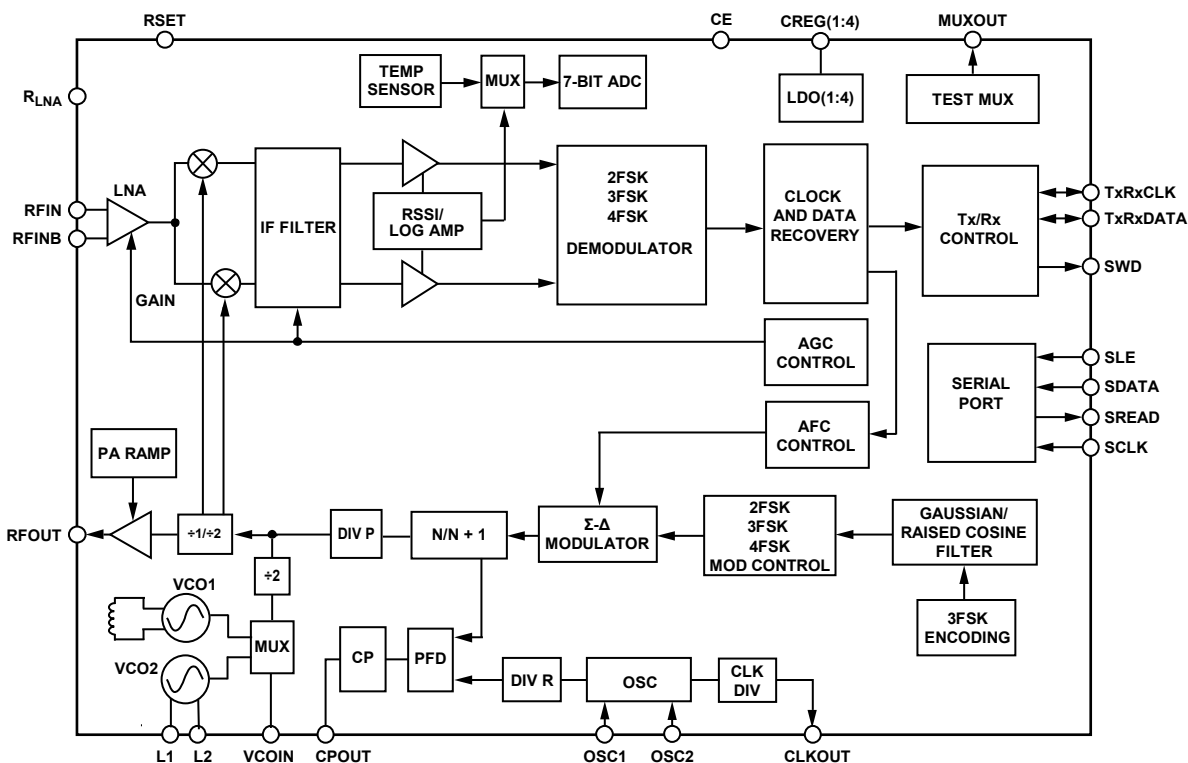 RSET
CE
CREG(1:4)
MUXOUT
TEMP
SENSOR
MUX
7-BIT ADC
LDO(1:4)
TEST MUX
RLNA
LNA
RFIN
RFINB
GAIN
IF FILTER
RSSI/
LOG AMP
2FSK
3FSK
4FSK
DEMODULATOR
CLOCK
AND DATA
RECOVERY
Tx/Rx
CONTROL
TxRxCLK
TxRxDATA
SWD
AGC
CONTROL
SERIAL
PORT
SLE
SDATA
SREAD
SCLK
AFC
CONTROL
PA RAMP
RFOUT
÷1/÷2
DIV P
N/N + 1
Σ-Δ
MODULATOR
2FSK
3FSK
4FSK
MOD CONTROL
GAUSSIAN/
RAISED COSINE
FILTER
÷2
VCO1
MUX
VCO2
CP
PFD
DIV R
OSC
CLK
DIV
3FSK
ENCODING
L1
L2
VCOIN
CPOUT
OSC1
OSC2
CLKOUT